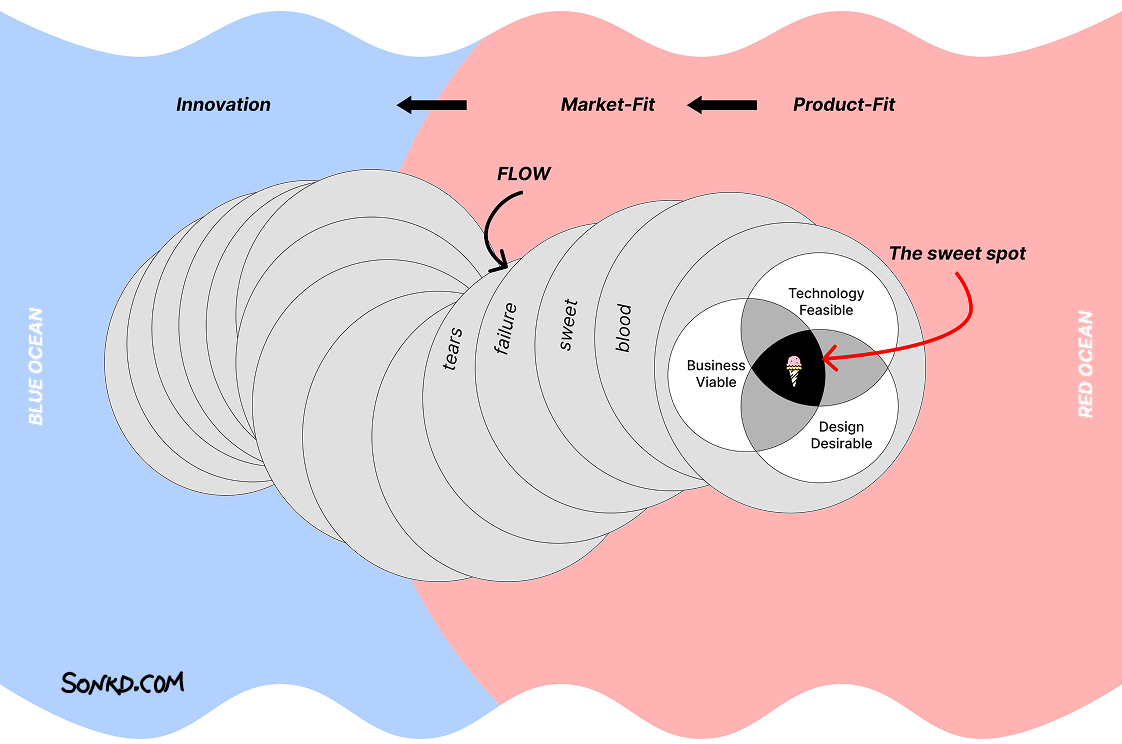 Innovation
Market-Fit
Product-Fit
FLOW
The sweet spot
Technology
Feasible
Business
Viable
Design
Desirable
tears
failure
sweet
blood
BLUE OCEAN
RED OCEAN
SONKD.COM